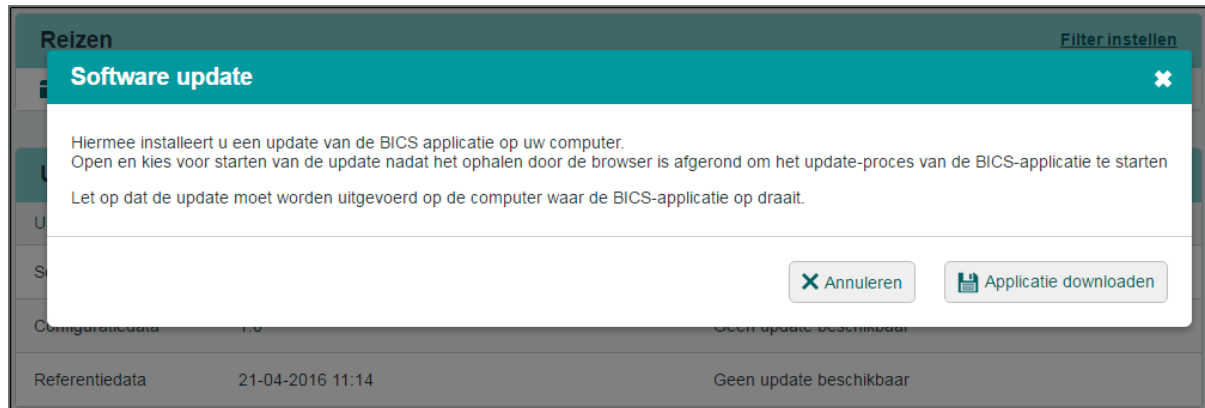 Reizen
Filter instellen
Software update
Hiermee installeert u een update van de BICS applicatie op uw computer.
Open en kies voor starten van de update nadat het ophalen door de browser is afgerond om het update-proces van de BICS-applicatie te starten
Let op dat de update moet worden uitgevoerd op de computer waar de BICS-applicatie op draait.
Annuleren
Applicatie downloaden
Configuratiedata
Geen update beschikbaar
Referentiedata 21-04-2016 11:14 Geen update beschikbaar